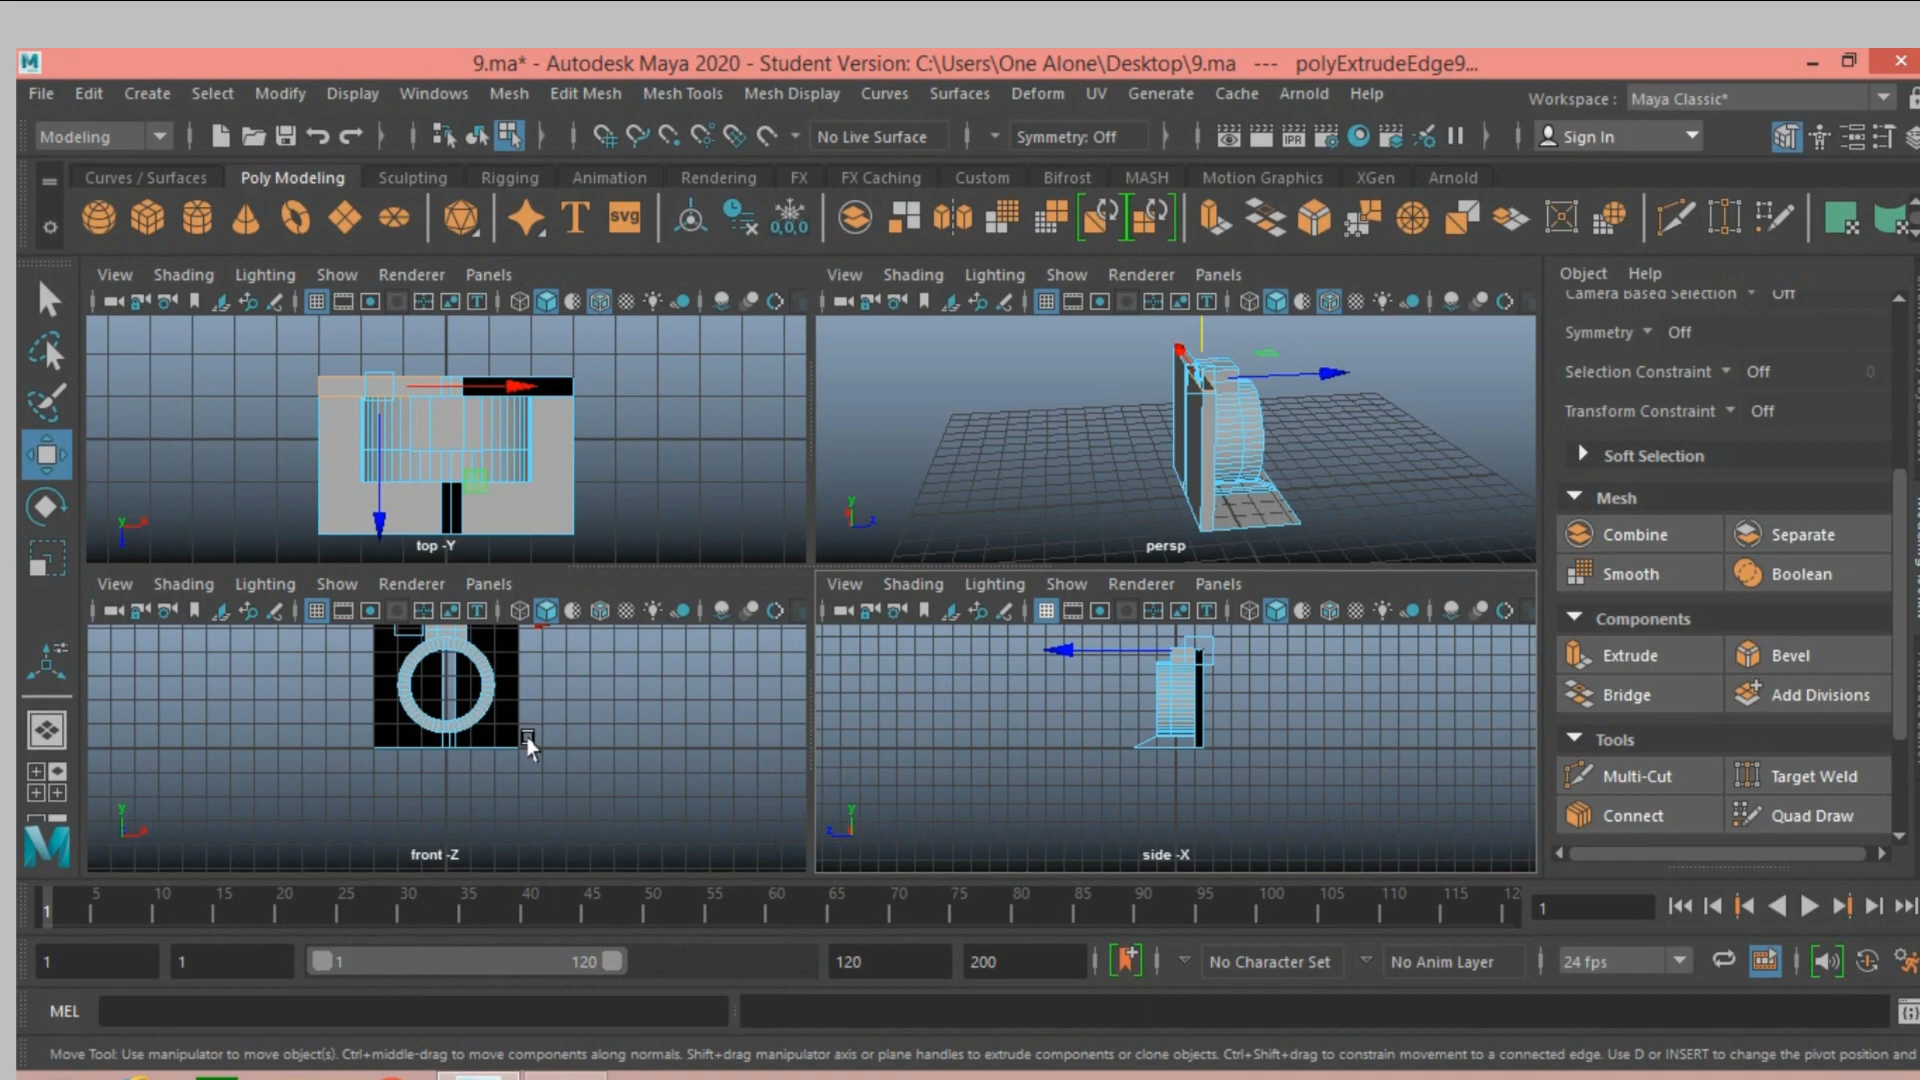 9.ma* - Autodesk Maya 2020 - Student Version: C:\Users\One Alone\Desktop\9.ma --- polyExtrudeEdge9...
File Edit Create Select Modify Display Windows Mesh Edit Mesh Mesh Tools Mesh Display Curves Surfaces Deform UV Generate Cache Arnold Help Workspace : Maya Classic*
Modeling No Live Surface Symmetry: Off IPR Sign In
Curves / Surfaces Poly Modeling Sculpting Rigging Animation Rendering FX FX Caching Custom Bifrost MASH Motion Graphics XGen Arnold
T svg 0,0,0
View Shading Lighting Show Renderer Panels
View Shading Lighting Show Renderer Panels
top -Y
persp
View Shading Lighting Show Renderer Panels
View Shading Lighting Show Renderer Panels
front -Z
side -X
Object Help
Camera Based Selection Off
Symmetry Off
Selection Constraint Off 0
Transform Constraint Off
Soft Selection
Mesh
Combine Separate
Smooth Boolean
Components
Extrude Bevel
Bridge Add Divisions
Tools
Multi-Cut Target Weld
Connect Quad Draw
1 5 10 15 20 25 30 35 40 45 50 55 60 65 70 75 80 85 90 95 100 105 110 115 12 1
1 1 1 120 120 200 No Character Set No Anim Layer 24 fps
MEL
Move Tool: Use manipulator to move object(s). Ctrl+middle-drag to move components along normals. Shift+drag manipulator axis or plane handles to extrude components or clone objects. Ctrl+Shift+drag to constrain movement to a connected edge. Use D or INSERT to change the pivot position and